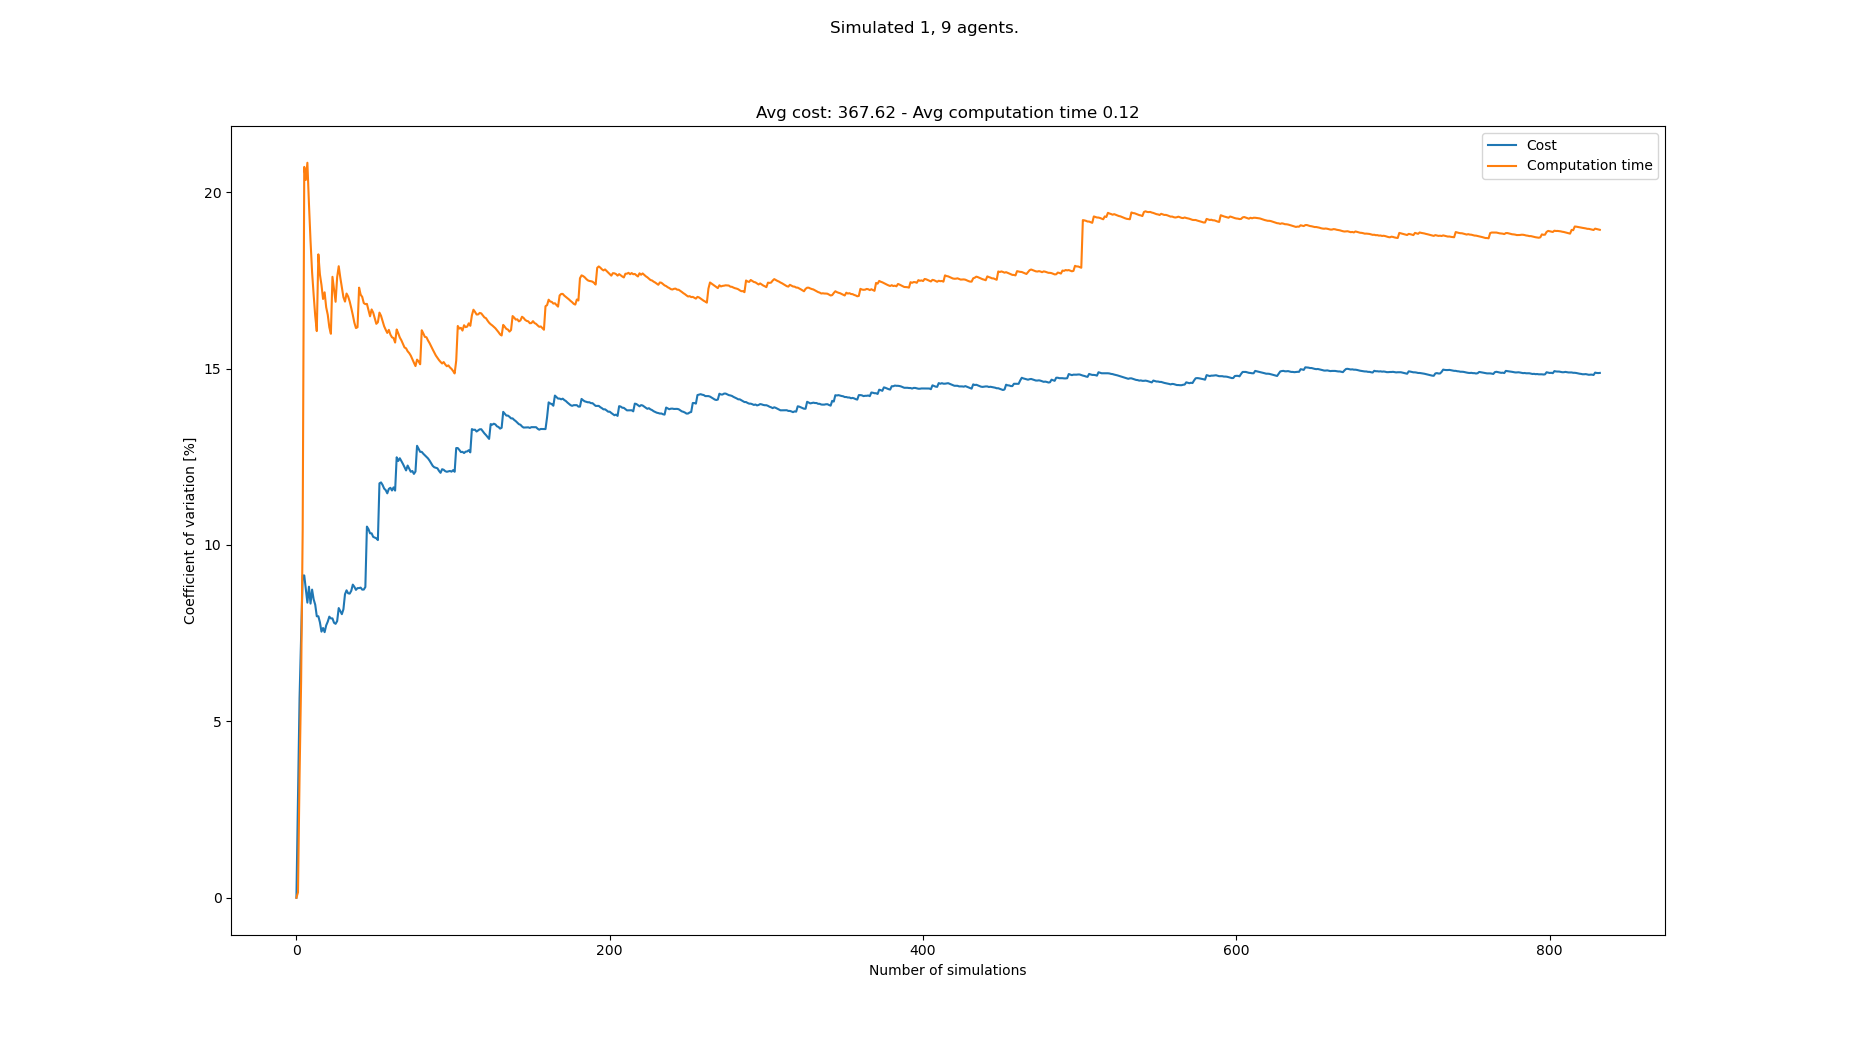 Simulated 1, 9 agents.
Avg cost: 367.62 - Avg computation time 0.12
Cost
Computation time
20
15
10
5
0
Coefficient of variation [%]
0 200 400 600 800
Number of simulations